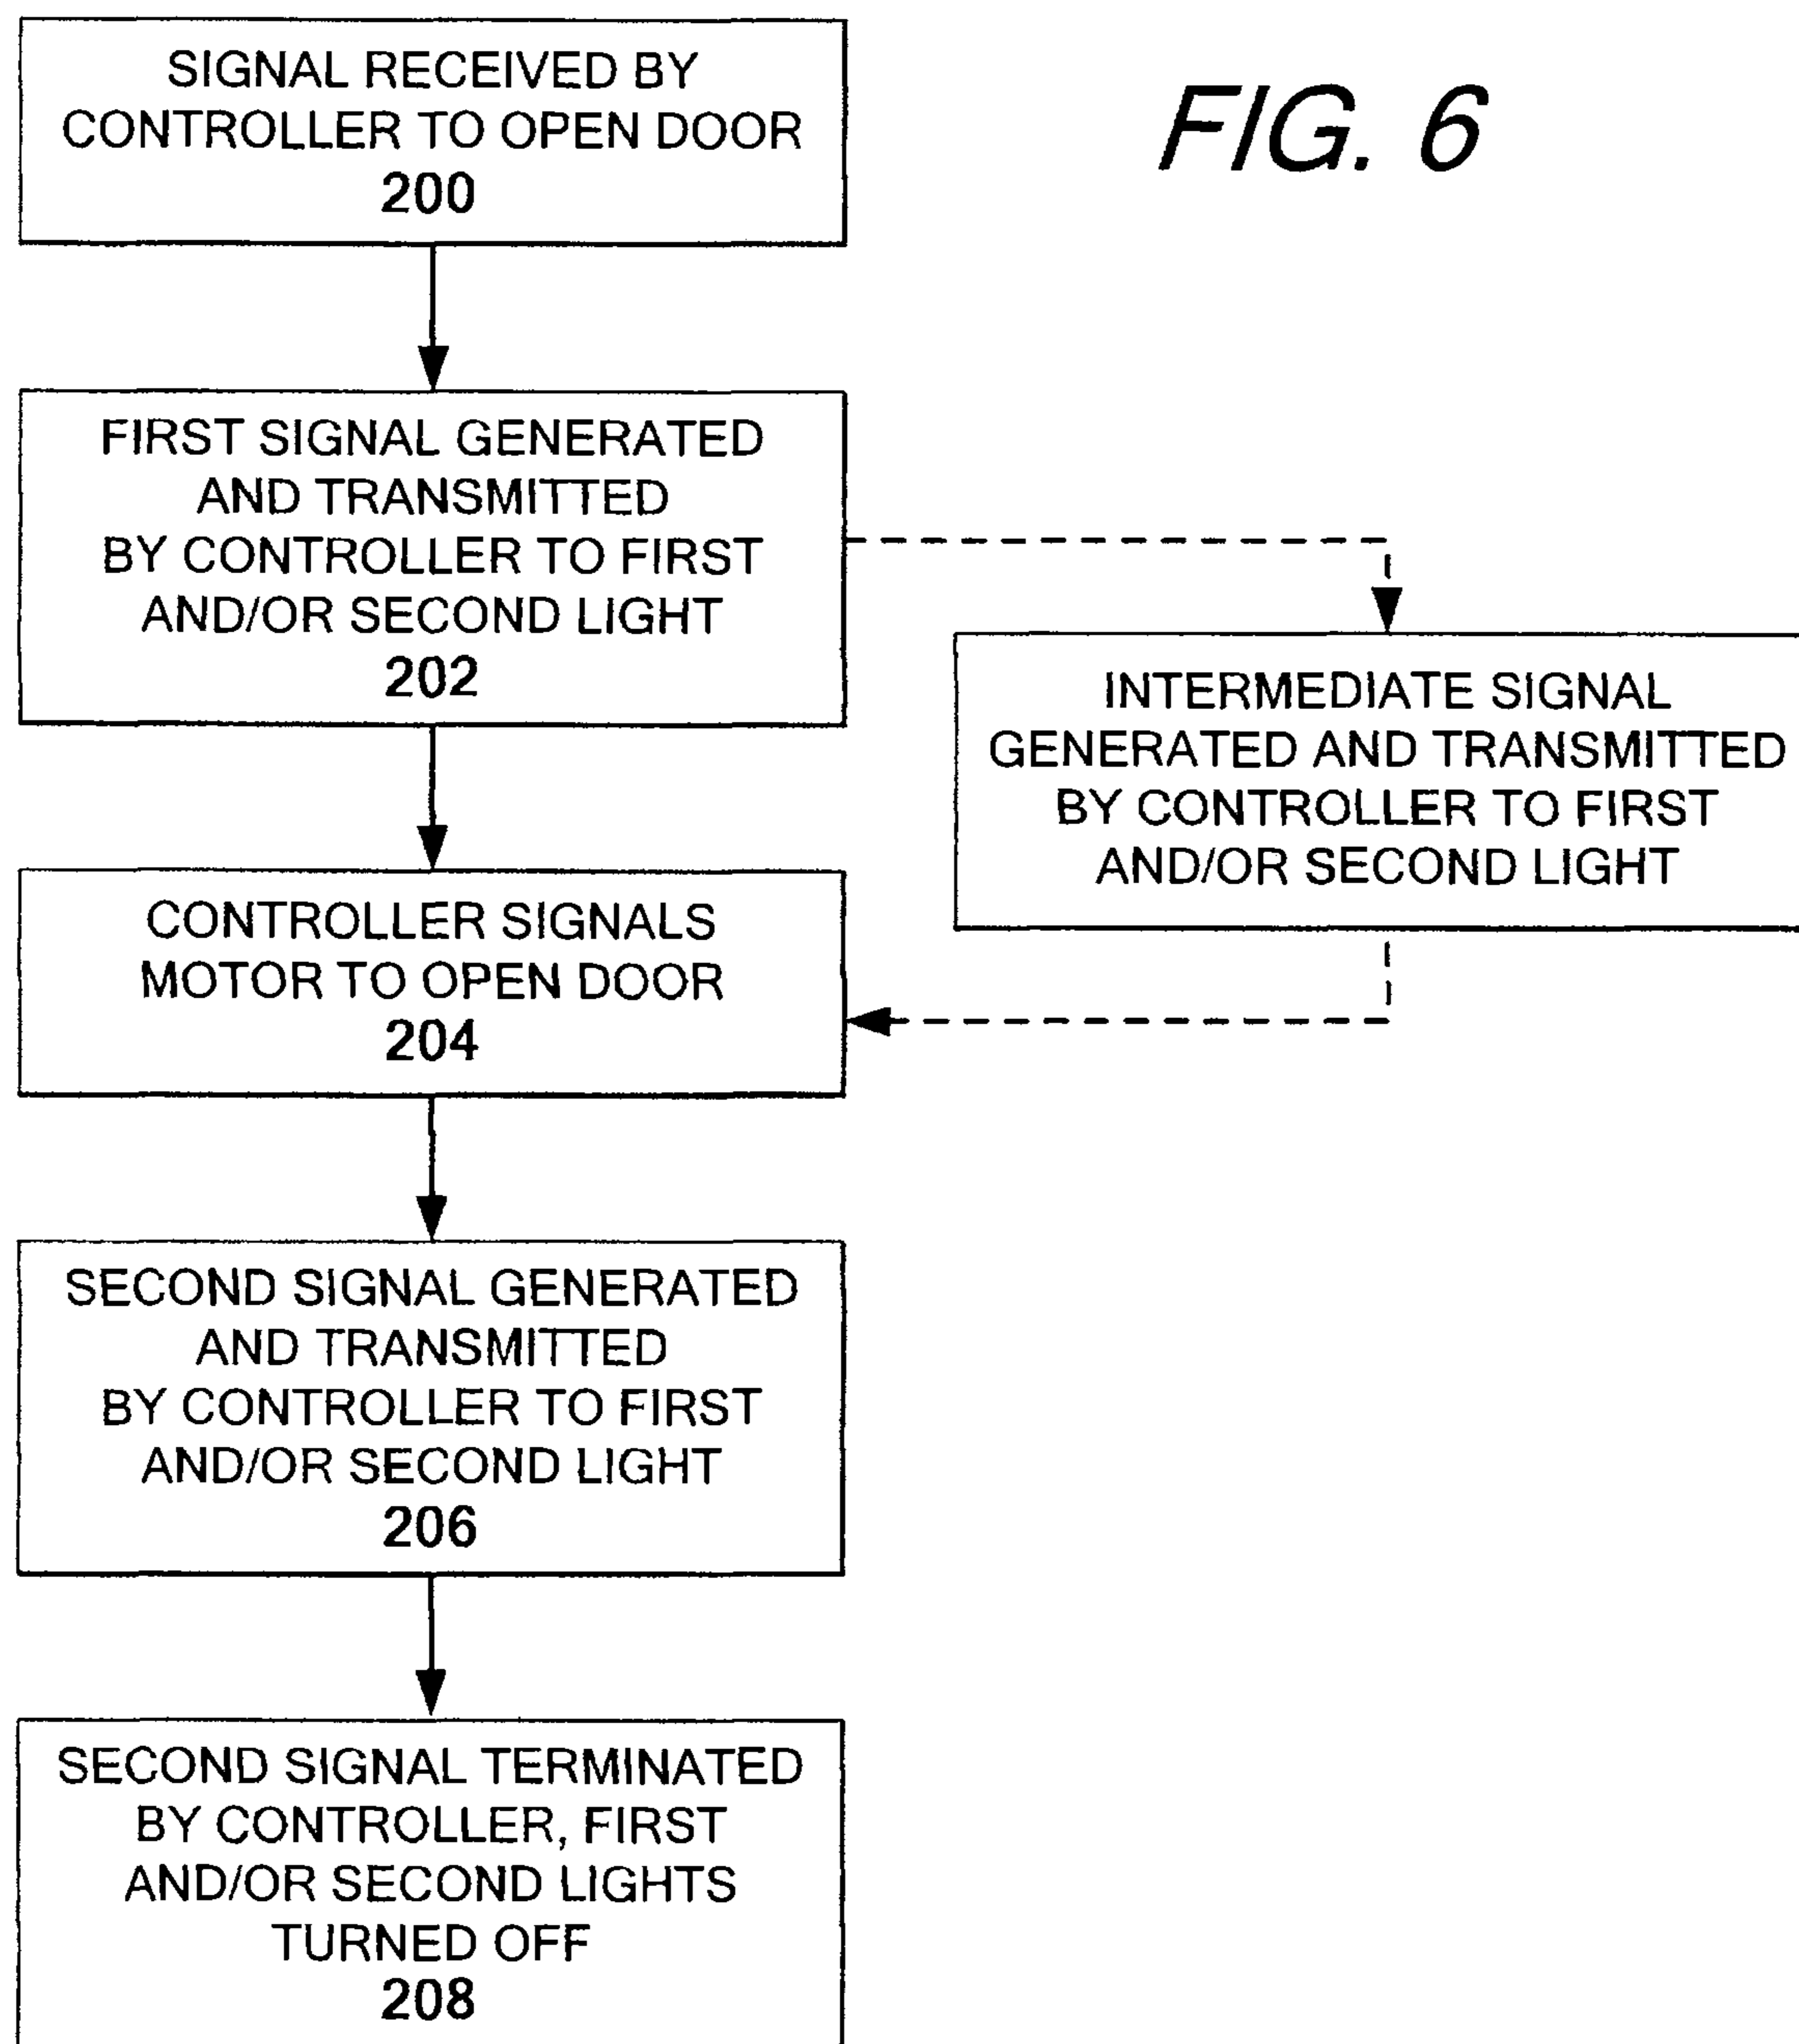 SIGNAL RECEIVED BY
CONTROLLER TO OPEN DOOR
200
FIG. 6
FIRST SIGNAL GENERATED
AND TRANSMITTED
BY CONTROLLER TO FIRST
AND/OR SECOND LIGHT
202
INTERMEDIATE SIGNAL
GENERATED AND TRANSMITTED
BY CONTROLLER TO FIRST
AND/OR SECOND LIGHT
CONTROLLER SIGNALS
MOTOR TO OPEN DOOR
204
SECOND SIGNAL GENERATED
AND TRANSMITTED
BY CONTROLLER TO FIRST
AND/OR SECOND LIGHT
206
SECOND SIGNAL TERMINATED
BY CONTROLLER, FIRST
AND/OR SECOND LIGHTS
TURNED OFF
208